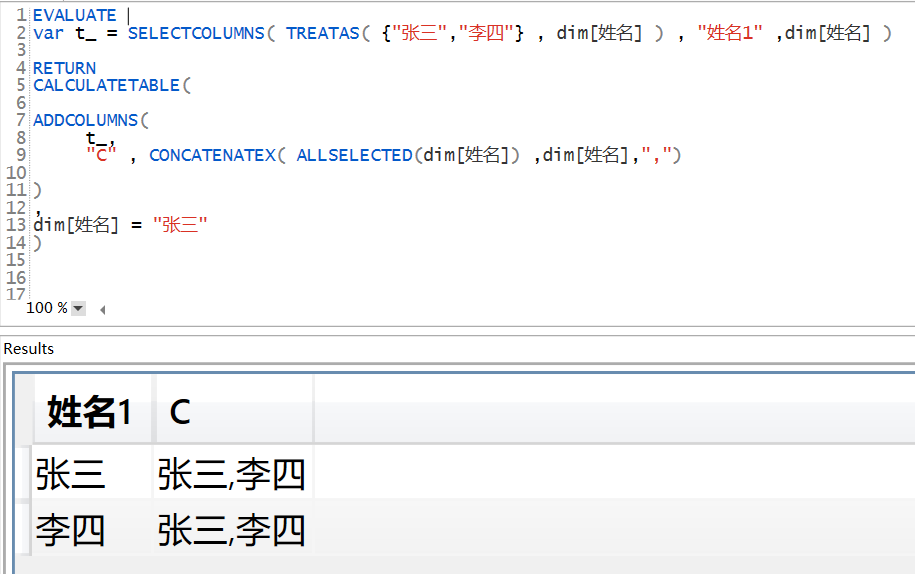 1 EVALUATE
2 var t_ = SELECTCOLUMNS( TREATAS( {"张三","李四"} , dim[姓名] ) , "姓名1" ,dim[姓名] )
3
4 RETURN
5 CALCULATETABLE(
6
7 ADDCOLUMNS(
8 t_,
9 "C" , CONCATENATEX( ALLSELECTED(dim[姓名]) ,dim[姓名],",")
10
11 )
12 ,
13 dim[姓名] = "张三"
14 )
15
16
17
100 %
Results
姓名1 C
张三 张三,李四
李四 张三,李四